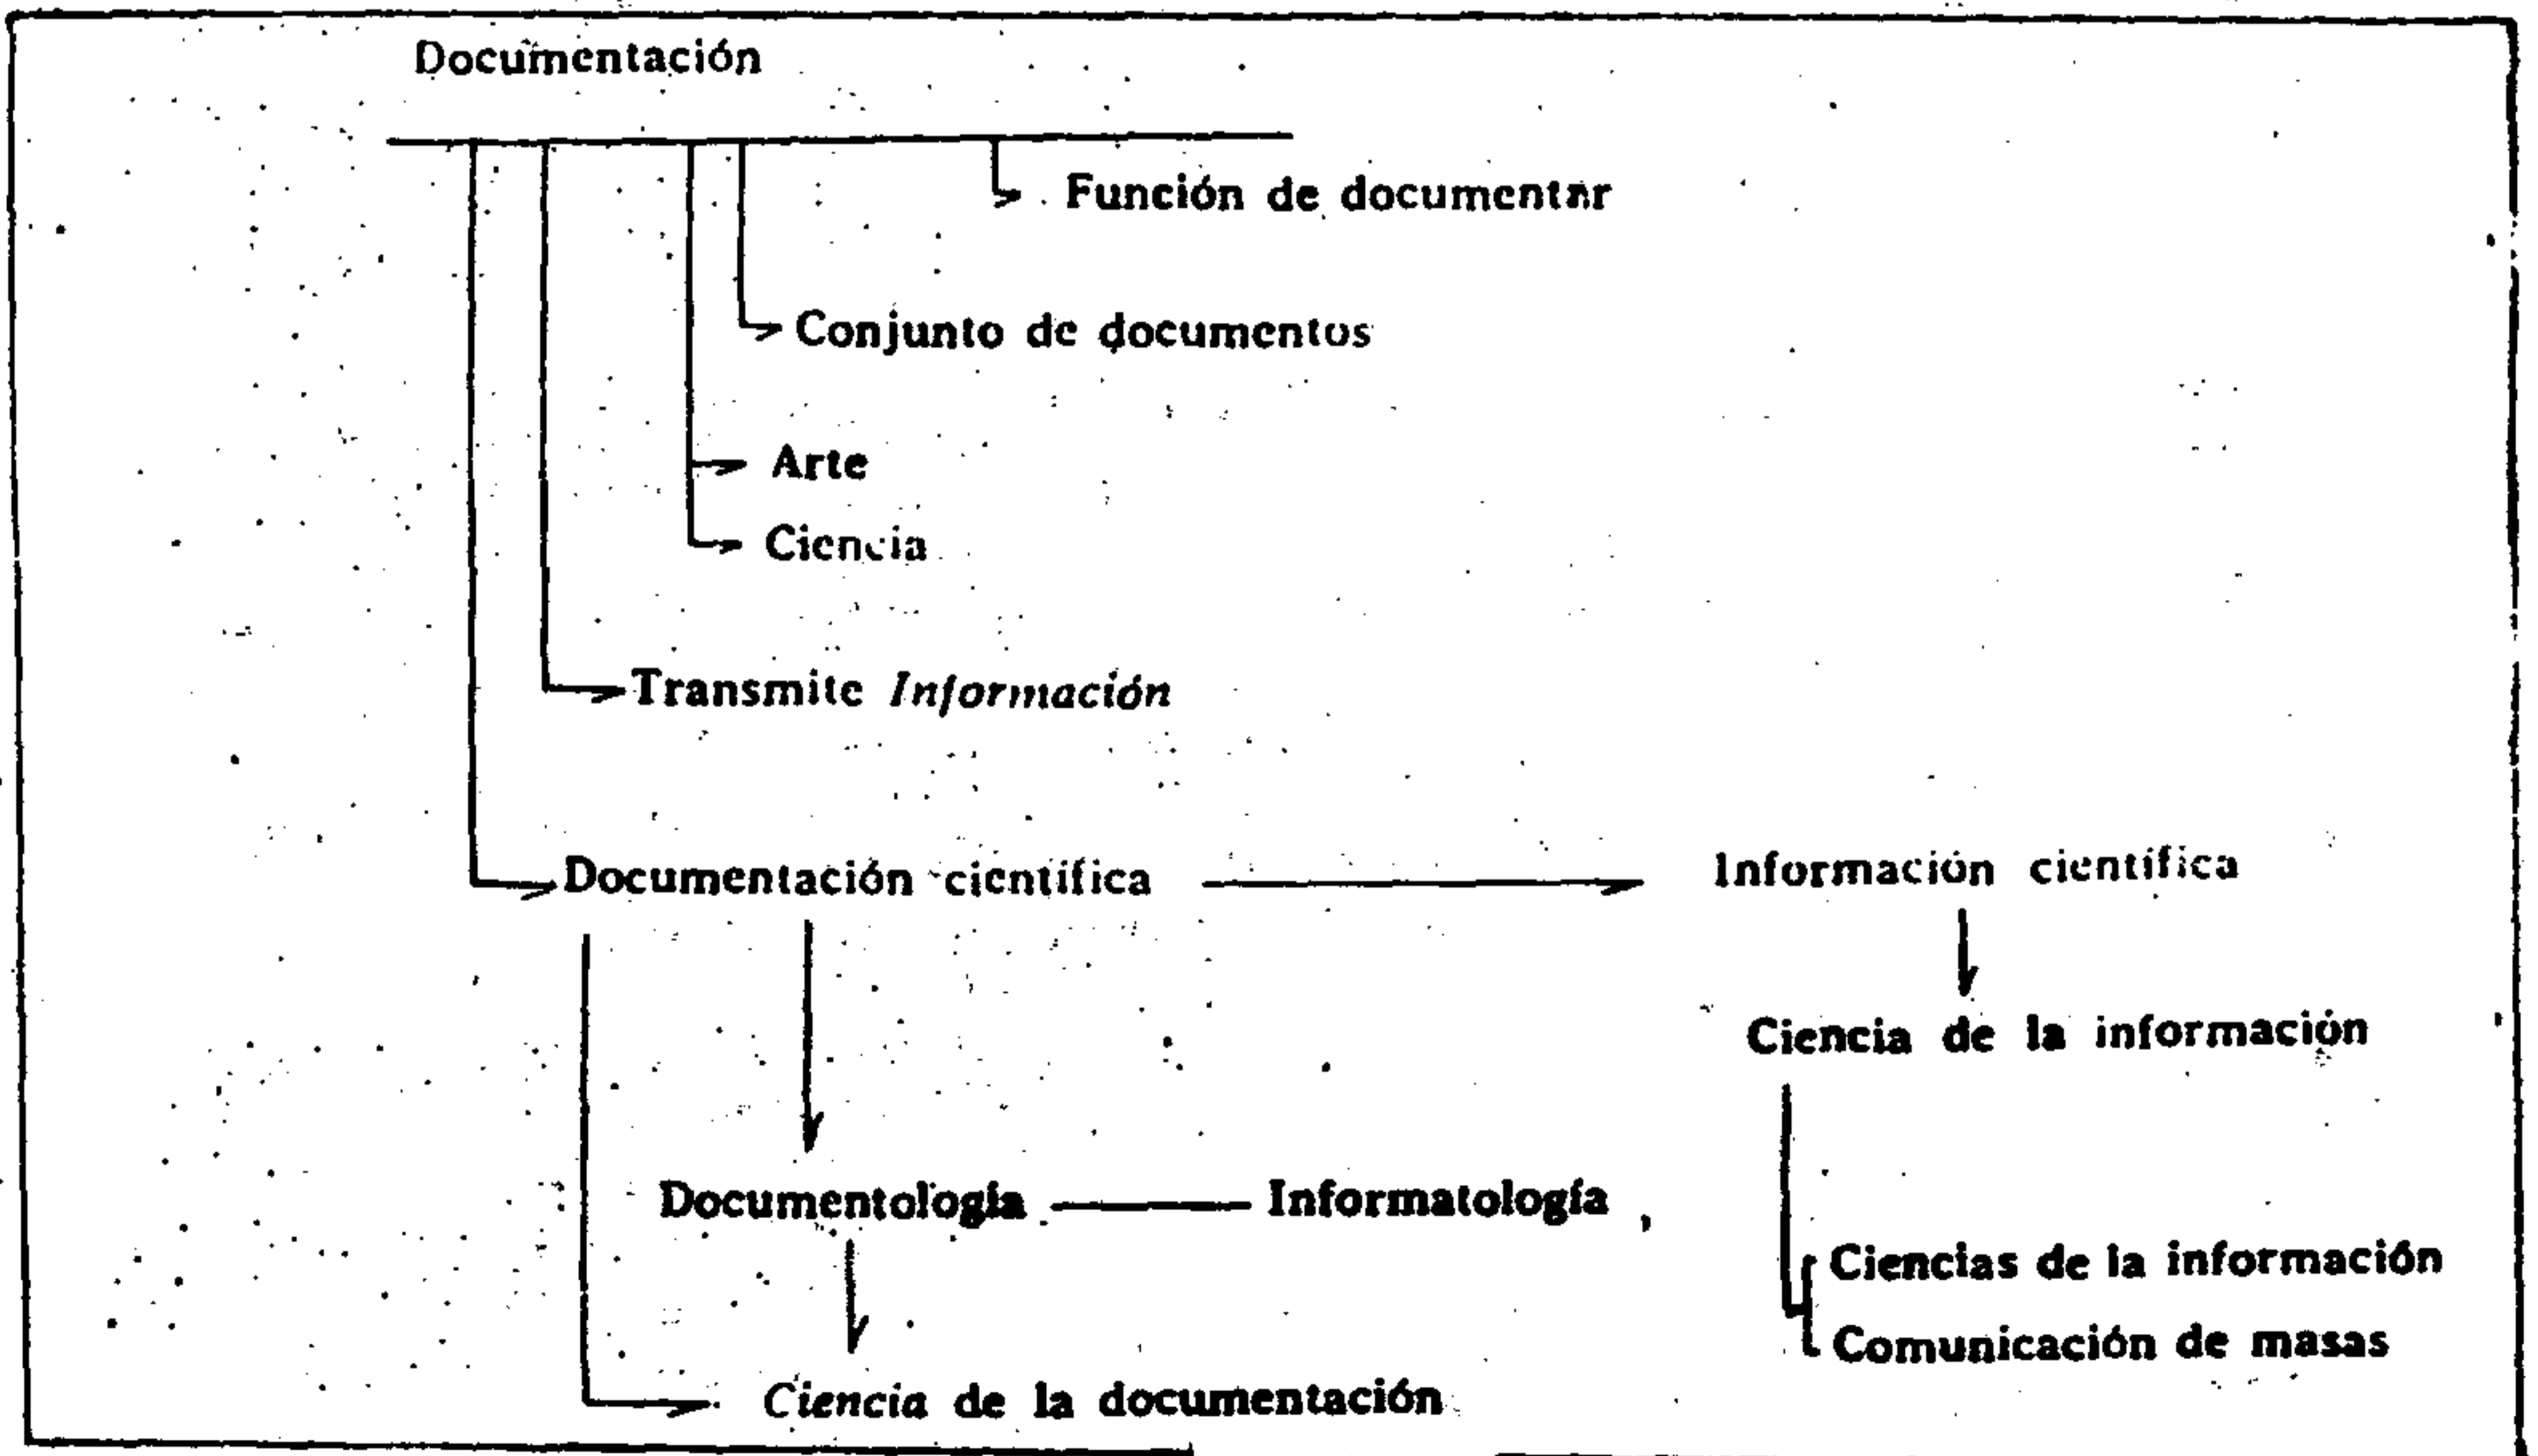 Documentación
Función de documentar
Conjunto de documentos
Arte
Ciencia
Transmite Información
Documentación científica
Información científica
Ciencia de la información
Documentología
Informatología
Ciencias de la información
Comunicación de masas
Ciencia de la documentación